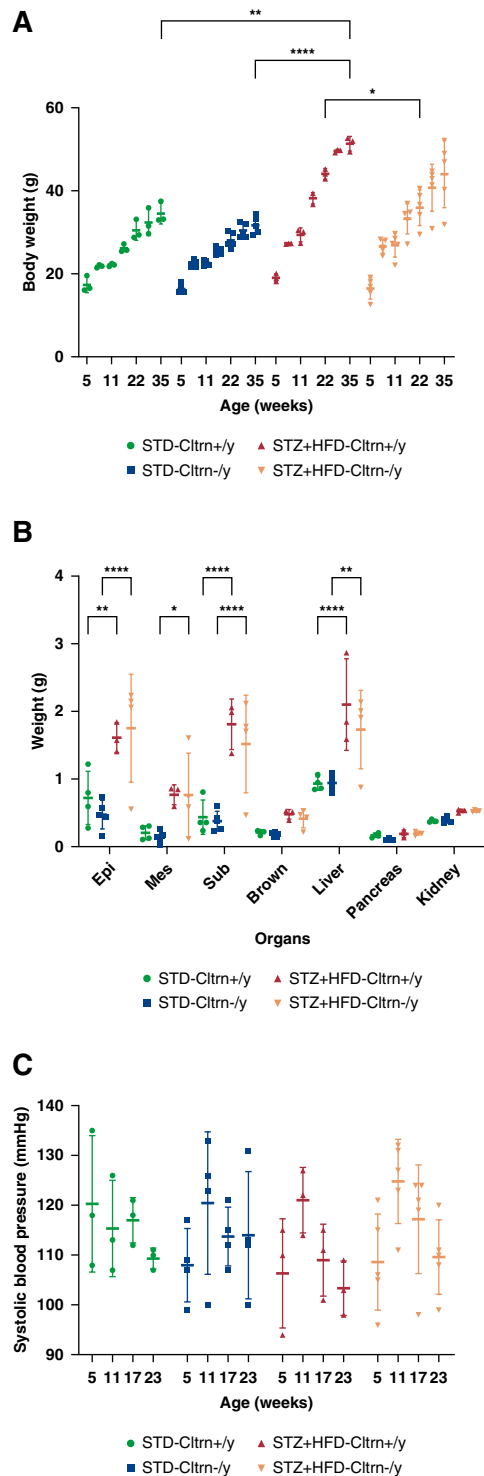 A
**
****
*
60
40
20
0
Body weight (g)
5 11 22 35 5 11 22 35 5 11 22 35 5 11 22 35
Age (weeks)
STD-Cltrn+/y STZ+HFD-Cltrn+/y
STD-Cltrn-/y STZ+HFD-Cltrn-/y
B
**** **** **
** * **** ****
4
3
2
1
0
Weight (g)
Epi Mes Sub Brown Liver Pancreas Kidney
Organs
STD-Cltrn+/y STZ+HFD-Cltrn+/y
STD-Cltrn-/y STZ+HFD-Cltrn-/y
C
140
130
120
110
100
90
Systolic blood pressure (mmHg)
5 11 17 23 5 11 17 23 5 11 17 23 5 11 17 23
Age (weeks)
STD-Cltrn+/y STZ+HFD-Cltrn+/y
STD-Cltrn-/y STZ+HFD-Cltrn-/y